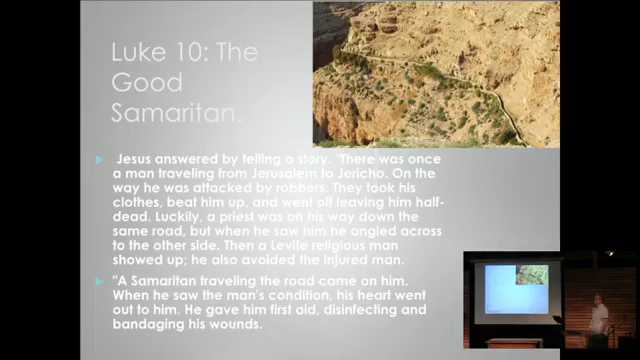 Luke 10: The
Good
Samaritan.
Jesus answered by telling a story. "There was once
a man traveling from Jerusalem to Jericho. On the
way he was attacked by robbers. They took his
clothes, beat him up, and went off leaving him half-
dead. Luckily, a priest was on his way down the
same road, but when he saw him he angled across
to the other side. Then a Levite religious man
showed up; he also avoided the injured man.
"A Samaritan traveling the road came on him.
When he saw the man's condition, his heart went
out to him. He gave him first aid, disinfecting and
bandaging his wounds.